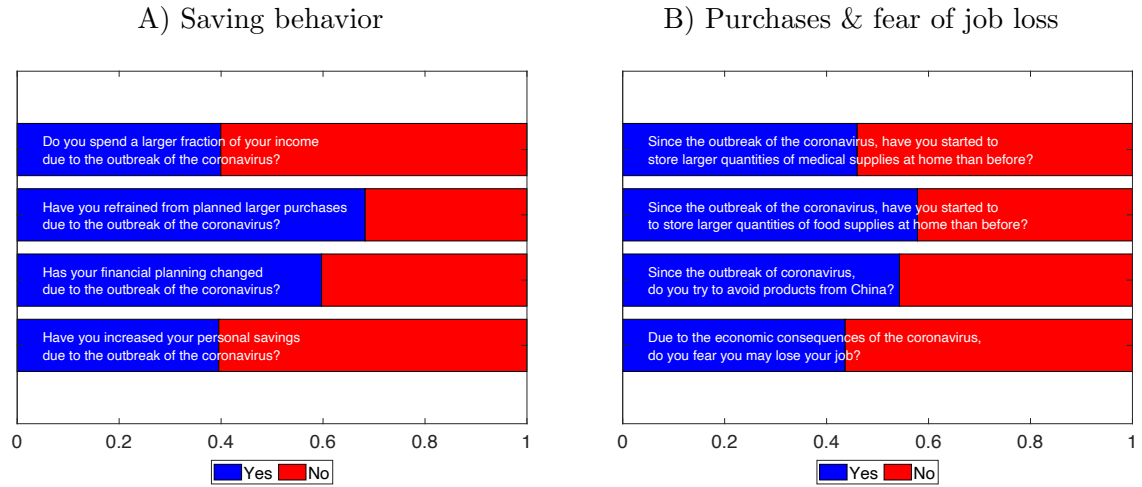 A) Saving behavior
Do you spend a larger fraction of your income
due to the outbreak of the coronavirus?
Have you refrained from planned larger purchases
due to the outbreak of the coronavirus?
Has your financial planning changed
due to the outbreak of the coronavirus?
Have you increased your personal savings
due to the outbreak of the coronavirus?
0 0.2 0.4 0.6 0.8 1
Yes No
B) Purchases & fear of job loss
Since the outbreak of the coronavirus, have you started to
store larger quantities of medical supplies at home than before?
Since the outbreak of the coronavirus, have you started to
to store larger quantities of food supplies at home than before?
Since the outbreak of coronavirus,
do you try to avoid products from China?
Due to the economic consequences of the coronavirus,
do you fear you may lose your job?
0 0.2 0.4 0.6 0.8 1
Yes No